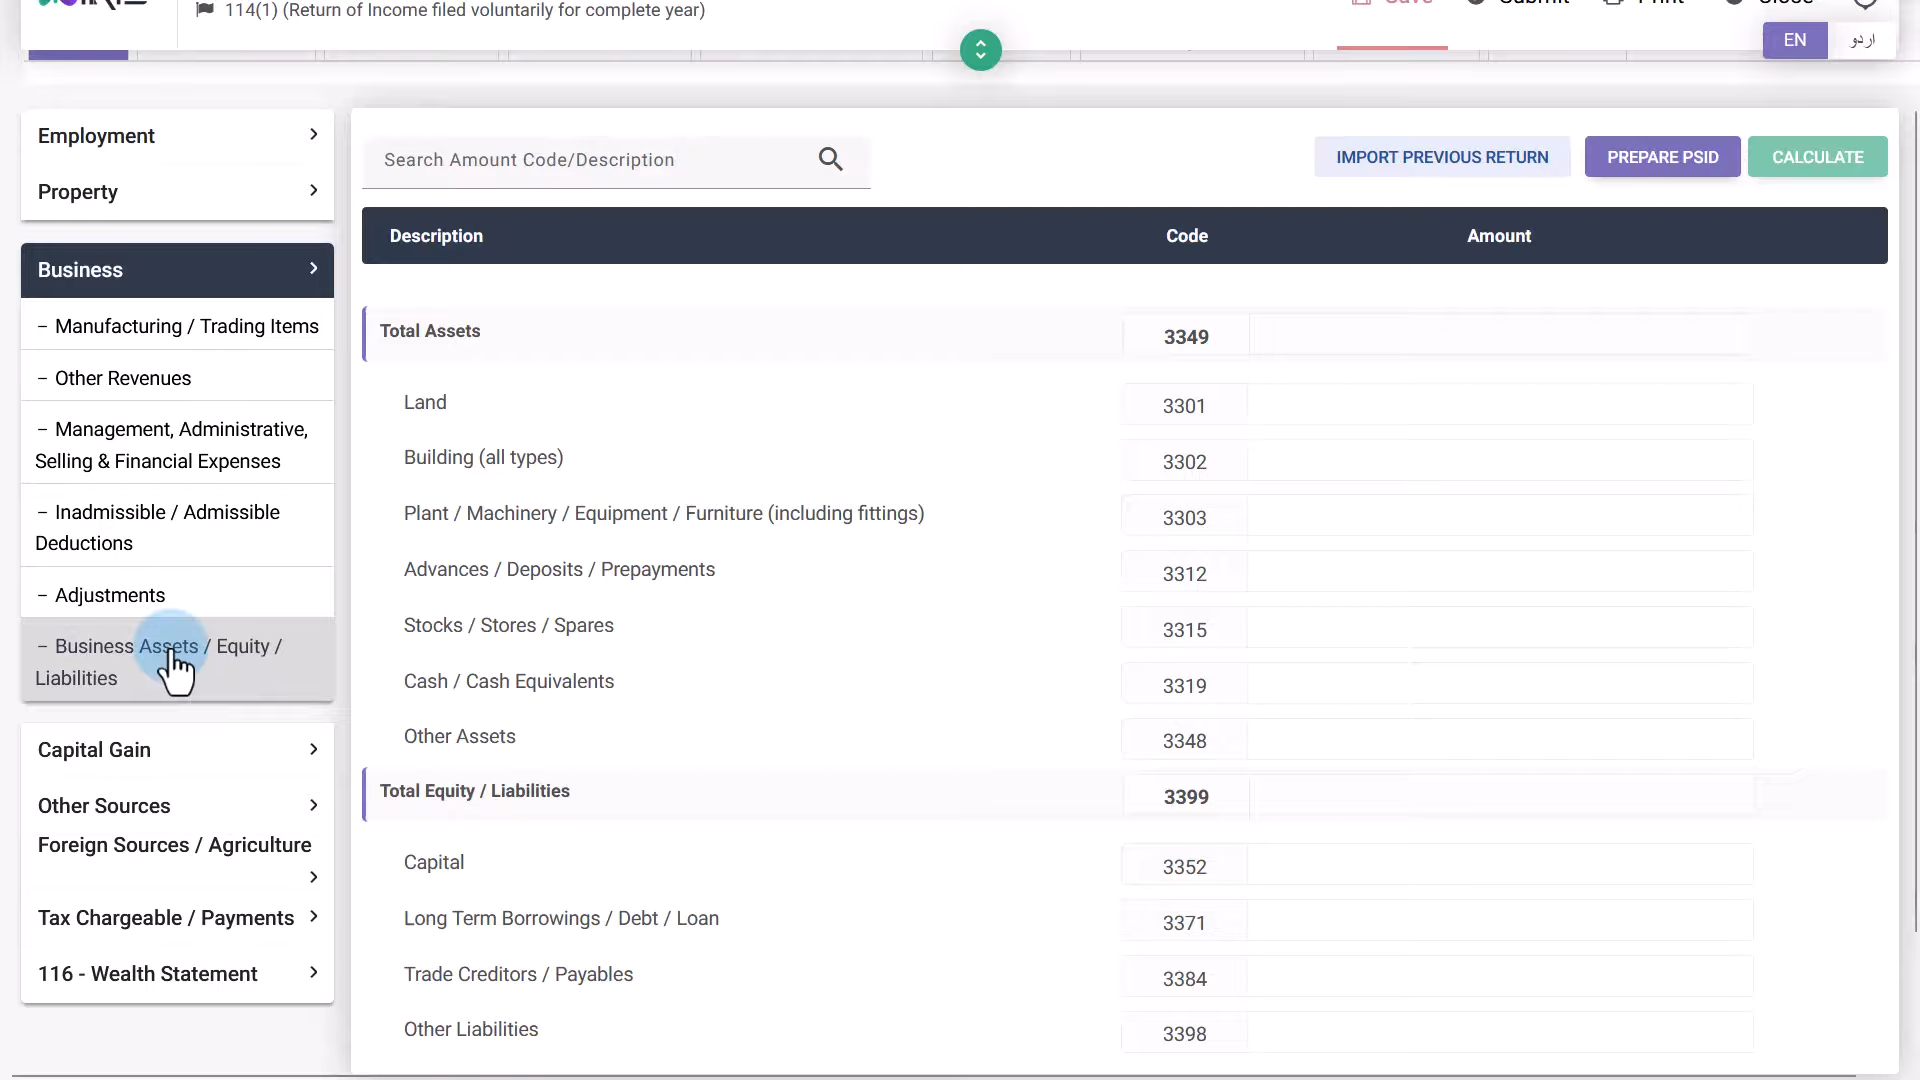 114(1) (Return of Income filed voluntarily for complete year)
Save Submit Print Close
EN اردو
Employment
Property
Business
– Manufacturing / Trading Items
– Other Revenues
– Management, Administrative,
Selling & Financial Expenses
– Inadmissible / Admissible
Deductions
– Adjustments
– Business Assets / Equity /
Liabilities
Capital Gain
Other Sources
Foreign Sources / Agriculture
Tax Chargeable / Payments
116 - Wealth Statement
Search Amount Code/Description
IMPORT PREVIOUS RETURN PREPARE PSID CALCULATE
Description Code Amount
Total Assets 3349
Land 3301
Building (all types) 3302
Plant / Machinery / Equipment / Furniture (including fittings) 3303
Advances / Deposits / Prepayments 3312
Stocks / Stores / Spares 3315
Cash / Cash Equivalents 3319
Other Assets 3348
Total Equity / Liabilities 3399
Capital 3352
Long Term Borrowings / Debt / Loan 3371
Trade Creditors / Payables 3384
Other Liabilities 3398